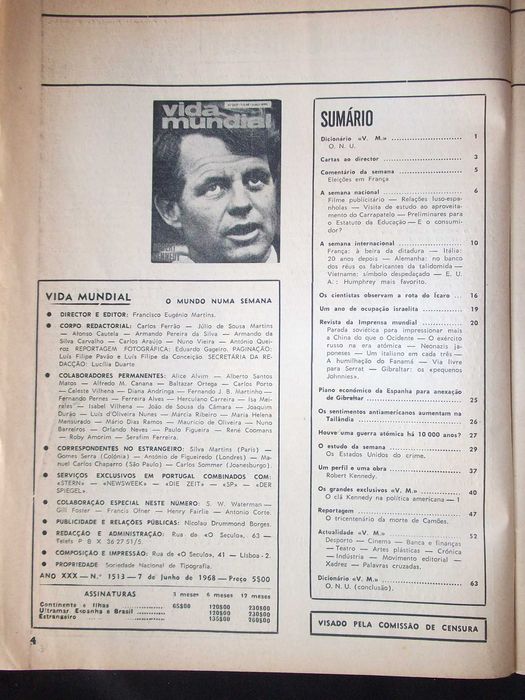 vida
mundial
VIDA MUNDIAL
O MUNDO NUMA SEMANA
DIRECTOR E EDITOR: Francisco Eugénio Martins.
CORPO REDACTORIAL: Carlos Ferrão — Júlio de Sousa Martins
— Afonso Cautela — Armando Pereira da Silva — Armando da
Silva Carvalho — Carlos Araújo — Nuno Vieira — António Quei-
roz REPORTAGEM FOTOGRÁFICA: Eduardo Gageiro. PAGINAÇÃO:
Luís Filipe Pavão e Luís Filipe da Conceição. SECRETÁRIA DA RE-
DACÇÃO: Lucília Duarte
COLABORADORES PERMANENTES: Alice Alvim — Alberto Santos
Matos — Alfredo M. Canana — Baltazar Ortega — Carlos Porto
— Celeste Vilhena — Diana Andringa — Fernando J. B. Martinho —
Fernando Pernes — Ferreira Alves — Herculano Carreira — Isa Mei-
reles — Isabel Vilhena — João de Sousa da Câmara — Joaquim
Durão — Luís d'Oliveira Nunes — Márcia Ribeiro — Maria Helena
Mensurado — Mário Dias Ramos — Maurício de Oliveira — Nuno
Barreiros — Orlando Neves — Paulo Figueira — René Coomans
— Roby Amorim — Serafim Ferreira.
CORRESPONDENTES NO ESTRANGEIRO: Silva Martins (Paris) —
Gomes Serra (Colónia) — António de Figueiredo (Londres) — Ma-
nuel Carlos Chaparro (São Paulo) — Carlos Sommer (Joanesburgo).
SERVIÇOS EXCLUSIVOS EM PORTUGAL COMBINADOS COM:
«STERN» — «NEWSWEEK» — «DIE ZEIT» — «SP» — «DER
SPIEGEL».
COLABORAÇÃO ESPECIAL NESTE NÚMERO: S. W. Waterman —
Gill Foster — Francis Ofner — Henry Fairlie — Antonio Corte.
PUBLICIDADE E RELAÇÕES PÚBLICAS: Nicolau Drummond Borges.
REDACÇÃO E ADMINISTRAÇÃO: Rua de «O Século», 63 —
Telefs P B X 36 27 51/5
COMPOSIÇÃO E IMPRESSÃO: Rua de «O Século», 41 — Lisboa - 2.
PROPRIEDADE Sociedade Nacional de Tipografia.
ANO XXX — N.º 1513 — 7 de Junho de 1968 — Preço 5$00
ASSINATURAS 3 meses 6 meses 12 meses
Continente e Ilhas 65$00 120$00 230$00
Ultramar Espanha e Brasil 120$00 230$00
Estrangeiro 135$00 260$00
4
SUMÁRIO
Dicionário «V. M.» 1
O. N. U.
Cartas ao director 3
Comentário da semana 5
Eleições em França
A semana nacional 6
Filme publicitário — Relações luso-espa-
nholas — Visita de estudo ao aproveita-
mento do Carrapatelo — Preliminares para
o Estatuto da Educação — E o consumi-
dor?
A semana internacional 10
França: à beira da ditadura — Itália:
20 anos depois — Alemanha: no banco
dos réus os fabricantes da talidomida —
Vietname: símbolo despedaçado — E. U.
A.: Humphrey mais favorito.
Os cientistas observam a rota do Ícaro ... 16
Um ano de ocupação israelita 19
Revista da Imprensa mundial 20
Parada soviética para impressionar mais
a China do que o Ocidente — O exército
russo na era atómica — Neonazis ja-
poneses — Um italiano em cada três —
A humilhação do Panamá — Via livre
para Serrat — Gibraltar: os «pequenos
Johnnies».
Plano económico da Espanha para anexação
de Gibraltar 25
Os sentimentos antiamericanos aumentam na
Tailândia 26
Houve uma guerra atómica há 10 000 anos? 27
O estudo da semana 29
Os Estados Unidos do crime.
Um perfil e uma obra 37
Robert Kennedy.
Os grandes exclusivos «V. M.» 40
O clã Kennedy na política americana — 1
Reportagem 47
O tricentenário da morte de Camões.
Actualidade «V. M.» 52
Desporto — Cinema — Banca e finanças
— Teatro — Artes plásticas — Crónica
— Indústria — Movimento editorial —
Xadrez — Palavras cruzadas.
Dicionário «V. M.» 63
O. N. U. (conclusão).
VISADO PELA COMISSÃO DE CENSURA